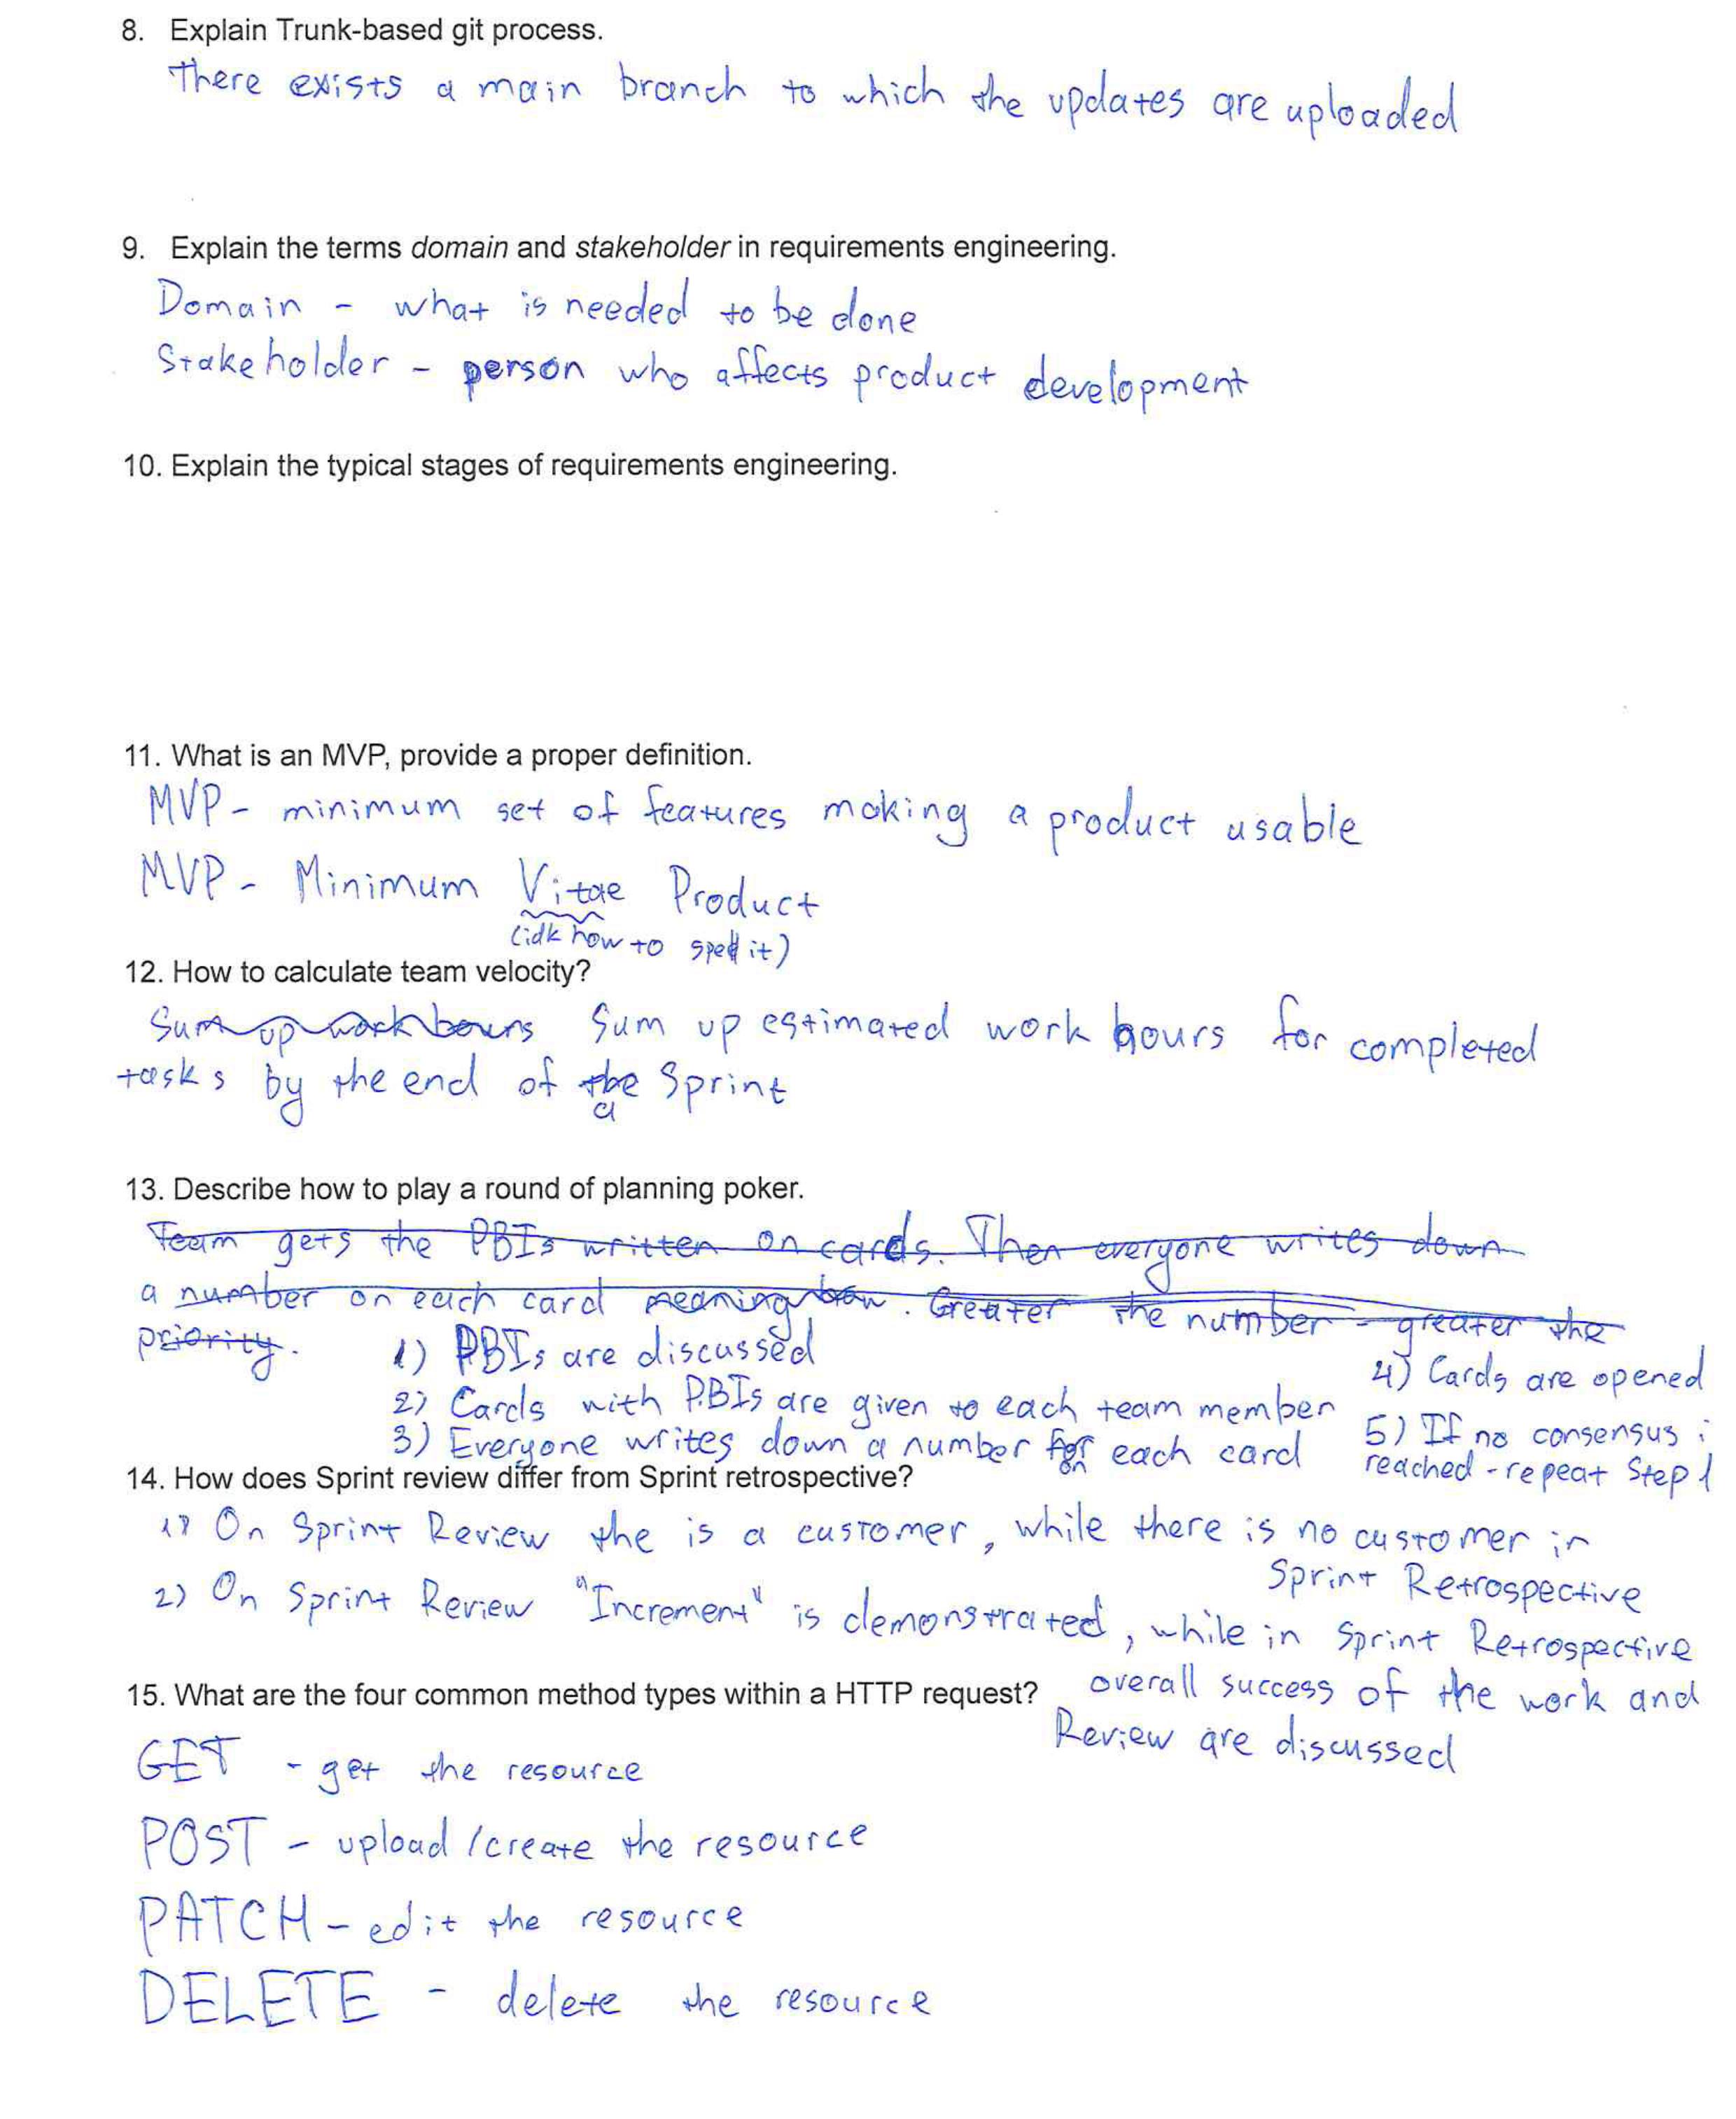 8. Explain Trunk-based git process.
There exists a main branch to which the updates are uploaded
9. Explain the terms domain and stakeholder in requirements engineering.
Domain - what is needed to be done
Stakeholder - person who affects product development
10. Explain the typical stages of requirements engineering.
11. What is an MVP, provide a proper definition.
MVP - minimum set of features making a product usable
MVP - Minimum Vitae Product
(idk how to spell it)
12. How to calculate team velocity?
Sum up work hours Sum up estimated work hours for completed
tasks by the end of the Sprint
a
13. Describe how to play a round of planning poker.
Team gets the PBIs written on cards. Then everyone writes down
a number on each card meaning how. Greater the number - greater the
priority.
1) PBIs are discussed
2) Cards with PBIs are given to each team member
3) Everyone writes down a number for each card
on
4) Cards are opened
5) If no consensus i
reached - repeat Step 1
14. How does Sprint review differ from Sprint retrospective?
1) On Sprint Review the is a customer, while there is no customer in
Sprint Retrospective
2) On Sprint Review "Increment" is demonstrated, while in Sprint Retrospective
overall success of the work and
Review are discussed
15. What are the four common method types within a HTTP request?
GET - get the resource
POST - upload/create the resource
PATCH - edit the resource
DELETE - delete the resource